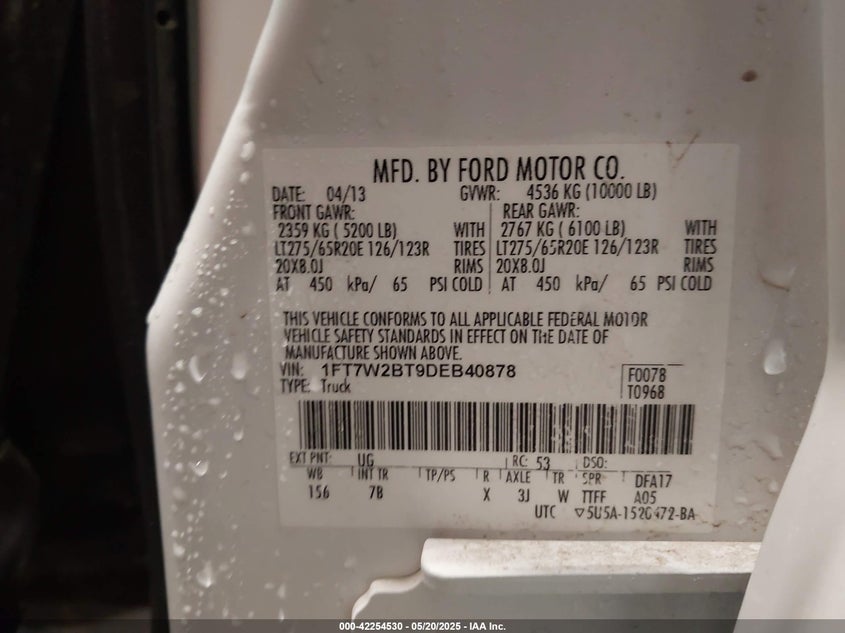 MFD. BY FORD MOTOR CO.
DATE: 04/13 GVWR: 4536 KG (10000 LB)
FRONT GAWR: REAR GAWR:
2359 KG ( 5200 LB) WITH 2767 KG ( 6100 LB) WITH
LT275/65R20E 126/123R TIRES LT275/65R20E 126/123R TIRES
20X8.0J RIMS 20X8.0J RIMS
AT 450 kPa/ 65 PSI COLD AT 450 kPa/ 65 PSI COLD
THIS VEHICLE CONFORMS TO ALL APPLICABLE FEDERAL MOTOR
VEHICLE SAFETY STANDARDS IN EFFECT ON THE DATE OF
MANUFACTURE SHOWN ABOVE.
VIN: 1FT7W2BT9DEB40878 F0078
TYPE: Truck T0968
EXT PNT: UG RC: 53 DSO:
WB INT TR TP/PS R AXLE TR SPR DFA17
156 7B X 3J W TTFF A05
UTC ▽5U5A-1520472-BA
000-42254530 - 05/20/2025 - IAA Inc.